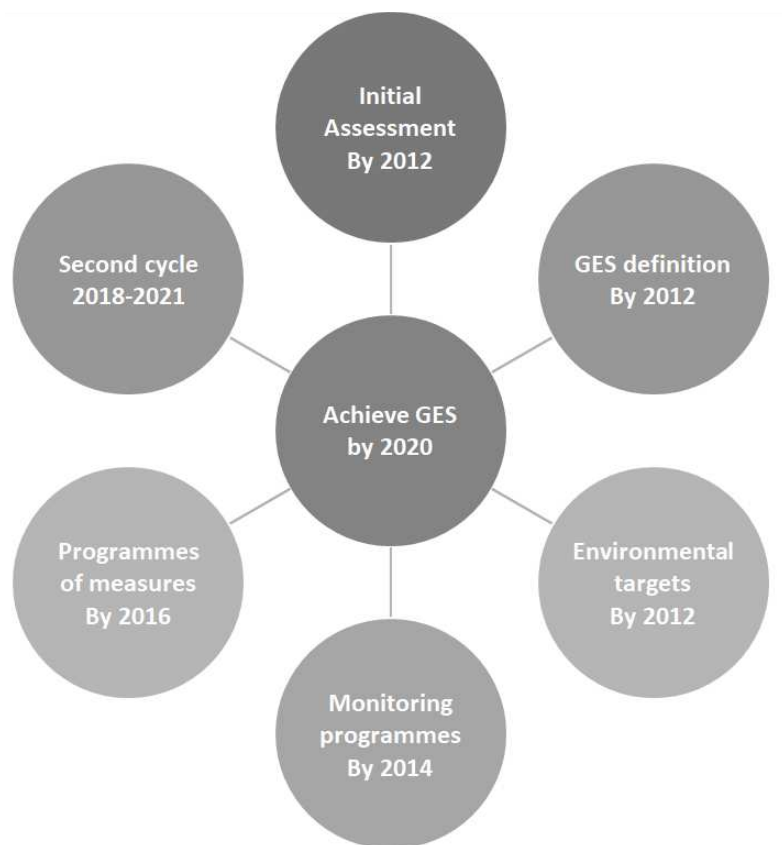 Initial
Assessment
By 2012
GES definition
By 2012
Environmental
targets
By 2012
Monitoring
programmes
By 2014
Programmes
of measures
By 2016
Second cycle
2018-2021
Achieve GES
by 2020